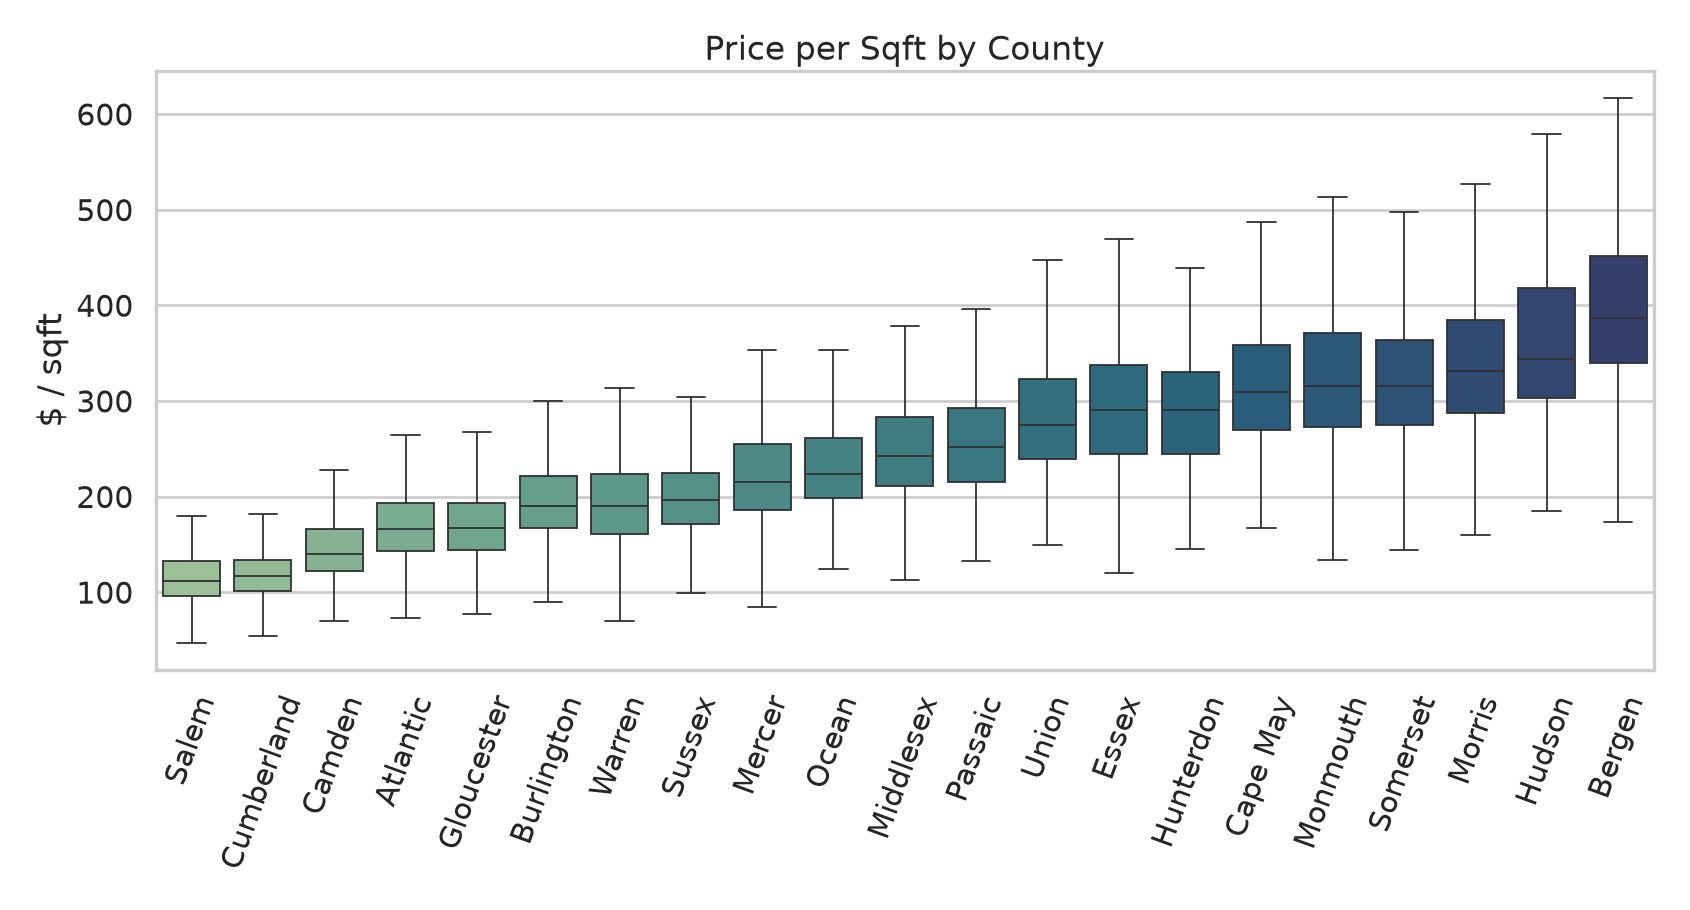 Price per Sqft by County
$ / sqft
600
500
400
300
200
100
Salem
Cumberland
Camden
Atlantic
Gloucester
Burlington
Warren
Sussex
Mercer
Ocean
Middlesex
Passaic
Union
Essex
Hunterdon
Cape May
Monmouth
Somerset
Morris
Hudson
Bergen